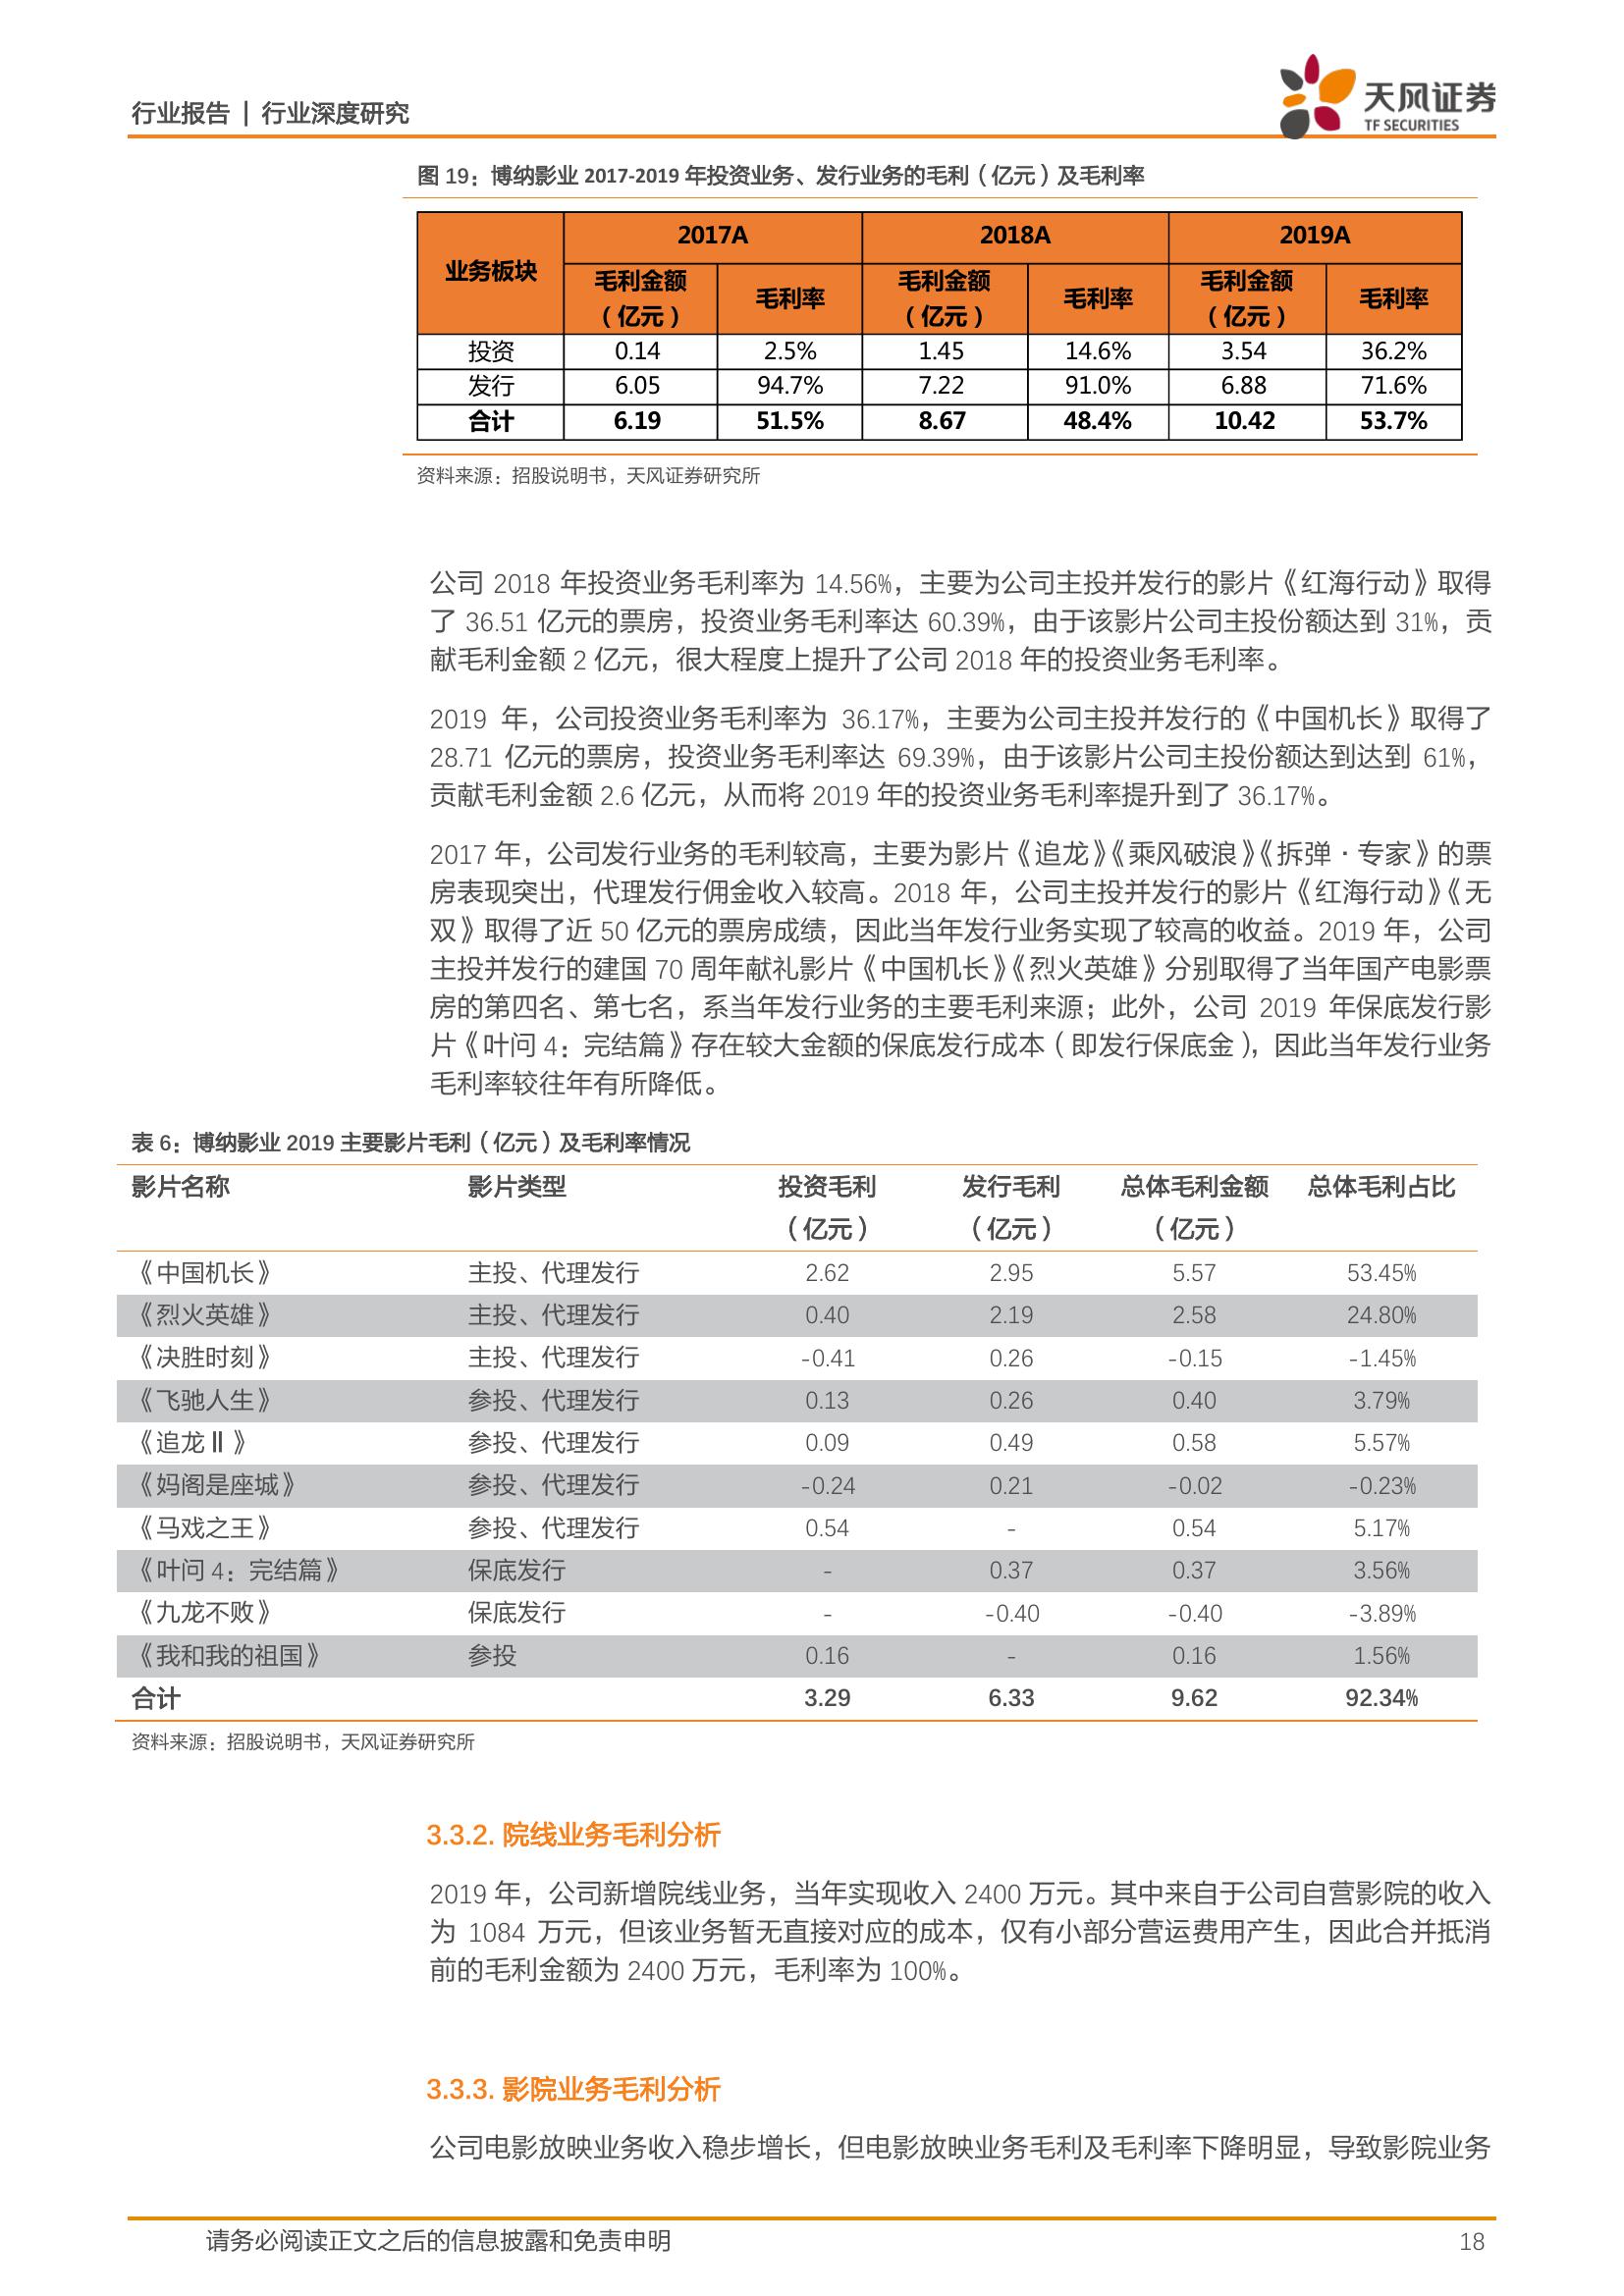 行业报告 | 行业深度研究
天风证券
TF SECURITIES
图 19：博纳影业 2017-2019 年投资业务、发行业务的毛利（亿元）及毛利率
业务板块 2017A 2018A 2019A
毛利金额（亿元） 毛利率 毛利金额（亿元） 毛利率 毛利金额（亿元） 毛利率
投资 0.14 2.5% 1.45 14.6% 3.54 36.2%
发行 6.05 94.7% 7.22 91.0% 6.88 71.6%
合计 6.19 51.5% 8.67 48.4% 10.42 53.7%
资料来源：招股说明书，天风证券研究所
公司 2018 年投资业务毛利率为 14.56%，主要为公司主投并发行的影片《红海行动》取得
了 36.51 亿元的票房，投资业务毛利率达 60.39%，由于该影片公司主投份额达到 31%，贡
献毛利金额 2 亿元，很大程度上提升了公司 2018 年的投资业务毛利率。
2019 年，公司投资业务毛利率为 36.17%，主要为公司主投并发行的《中国机长》取得了
28.71 亿元的票房，投资业务毛利率达 69.39%，由于该影片公司主投份额达到达到 61%，
贡献毛利金额 2.6 亿元，从而将 2019 年的投资业务毛利率提升到了 36.17%。
2017 年，公司发行业务的毛利较高，主要为影片《追龙》《乘风破浪》《拆弹·专家》的票
房表现突出，代理发行佣金收入较高。2018 年，公司主投并发行的影片《红海行动》《无
双》取得了近 50 亿元的票房成绩，因此当年发行业务实现了较高的收益。2019 年，公司
主投并发行的建国 70 周年献礼影片《中国机长》《烈火英雄》分别取得了当年国产电影票
房的第四名、第七名，系当年发行业务的主要毛利来源；此外，公司 2019 年保底发行影
片《叶问 4：完结篇》存在较大金额的保底发行成本（即发行保底金），因此当年发行业务
毛利率较往年有所降低。
表 6：博纳影业 2019 主要影片毛利（亿元）及毛利率情况
影片名称 影片类型 投资毛利 发行毛利 总体毛利金额 总体毛利占比
（亿元） （亿元） （亿元）
《中国机长》 主投、代理发行 2.62 2.95 5.57 53.45%
《烈火英雄》 主投、代理发行 0.40 2.19 2.58 24.80%
《决胜时刻》 主投、代理发行 -0.41 0.26 -0.15 -1.45%
《飞驰人生》 参投、代理发行 0.13 0.26 0.40 3.79%
《追龙Ⅱ》 参投、代理发行 0.09 0.49 0.58 5.57%
《妈阁是座城》 参投、代理发行 -0.24 0.21 -0.02 -0.23%
《马戏之王》 参投、代理发行 0.54 - 0.54 5.17%
《叶问 4：完结篇》 保底发行 - 0.37 0.37 3.56%
《九龙不败》 保底发行 - -0.40 -0.40 -3.89%
《我和我的祖国》 参投 0.16 - 0.16 1.56%
合计 3.29 6.33 9.62 92.34%
资料来源：招股说明书，天风证券研究所
3.3.2. 院线业务毛利分析
2019 年，公司新增院线业务，当年实现收入 2400 万元。其中来自于公司自营影院的收入
为 1084 万元，但该业务暂无直接对应的成本，仅有小部分营运费用产生，因此合并抵消
前的毛利金额为 2400 万元，毛利率为 100%。
3.3.3. 影院业务毛利分析
公司电影放映业务收入稳步增长，但电影放映业务毛利及毛利率下降明显，导致影院业务
请务必阅读正文之后的信息披露和免责申明 18